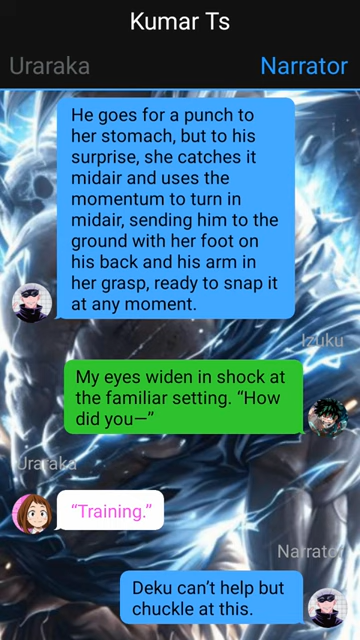 Kumar Ts
Uraraka
Narrator
He goes for a punch to
her stomach, but to his
surprise, she catches it
midair and uses the
momentum to turn in
midair, sending him to the
ground with her foot on
his back and his arm in
her grasp, ready to snap it
at any moment.
Izuku
My eyes widen in shock at
the familiar setting. “How
did you—”
Uraraka
“Training.”
Narrator
Deku can’t help but
chuckle at this.